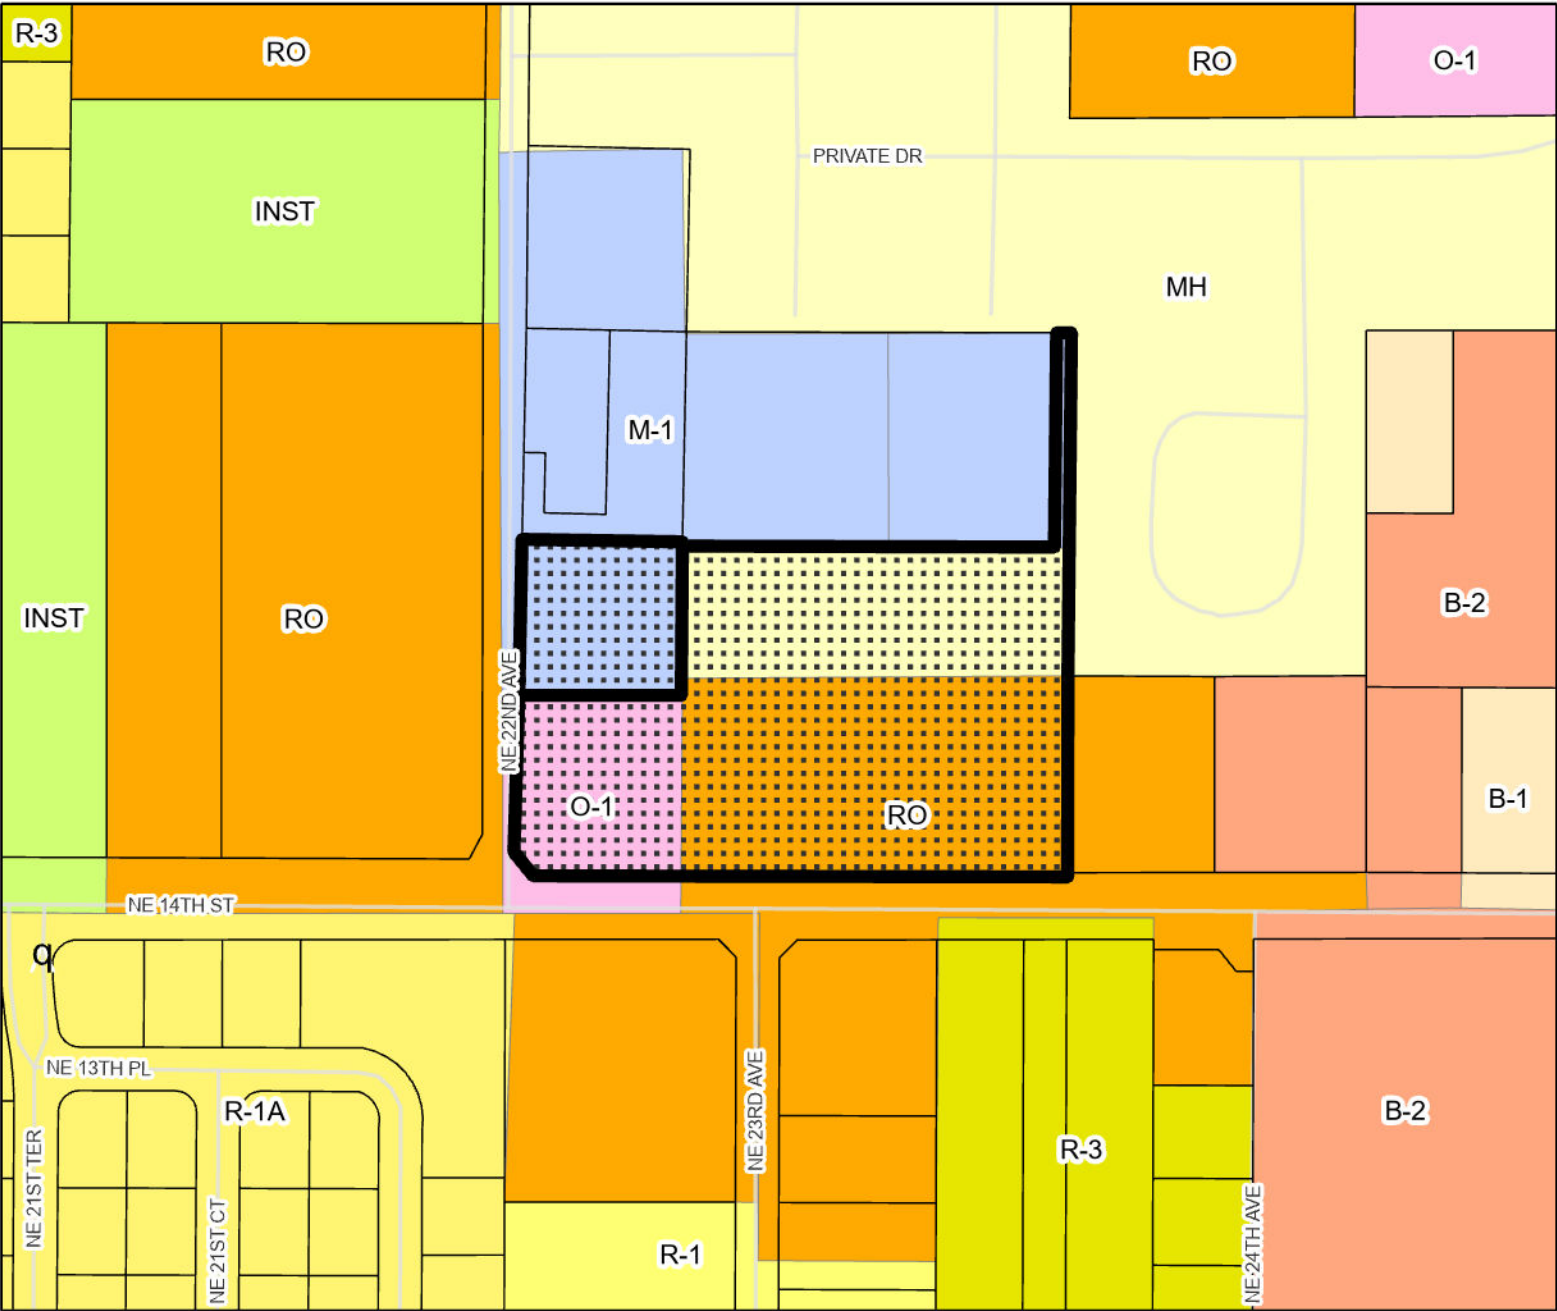 R-3
RO
RO
O-1
PRIVATE DR
INST
MH
M-1
INST
RO
B-2
NE 22ND AVE
O-1
RO
B-1
NE 14TH ST
q
NE 13TH PL
R-1A
NE 23RD AVE
B-2
R-3
NE 21ST TER
NE 21ST CT
R-1
NE 24TH AVE